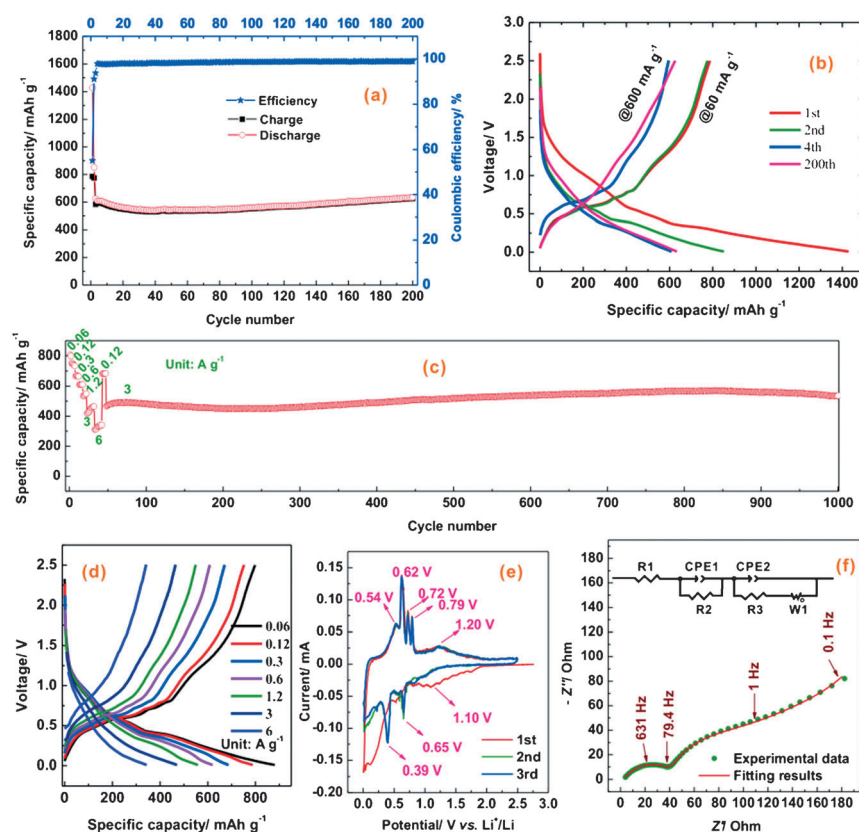 0 20 40 60 80 100 120 140 160 180 200
Specific capacity/ mAh g⁻¹
1800
1600
1400
1200
1000
800
600
400
200
0
(a)
Efficiency
Charge
Discharge
100
80
60
40
20
0
Coulombic efficiency/ %
0 20 40 60 80 100 120 140 160 180 200
Cycle number
Voltage/ V
3.0
2.5
2.0
1.5
1.0
0.5
0.0
@600 mA g⁻¹
@60 mA g⁻¹
(b)
1st
2nd
4th
200th
0 200 400 600 800 1000 1200 1400
Specific capacity/ mAh g⁻¹
Specific capacity/ mAh g⁻¹
800
600
400
200
0
0.06
0.12
0.3
0.6
1.2
3
6
0.12
3
Unit: A g⁻¹
(c)
0 100 200 300 400 500 600 700 800 900 1000
Cycle number
Voltage/ V
2.5
2.0
1.5
1.0
0.5
0.0
(d)
0.06
0.12
0.3
0.6
1.2
3
6
Unit: A g⁻¹
0 200 400 600 800
Specific capacity/ mAh g⁻¹
Current/ mA
0.15
0.10
0.05
0.00
-0.05
-0.10
-0.15
-0.20
(e)
0.62 V
0.54 V
0.72 V
0.79 V
1.20 V
1.10 V
0.65 V
0.39 V
1st
2nd
3rd
0.0 0.5 1.0 1.5 2.0 2.5 3.0
Potential/ V vs. Li⁺/Li
- Z''/ Ohm
180
160
140
120
100
80
60
40
20
0
(f)
R1 CPE1 CPE2
R2 R3 W1
631 Hz
79.4 Hz
1 Hz
0.1 Hz
Experimental data
Fitting results
0 20 40 60 80 100 120 140 160 180
Z'/ Ohm